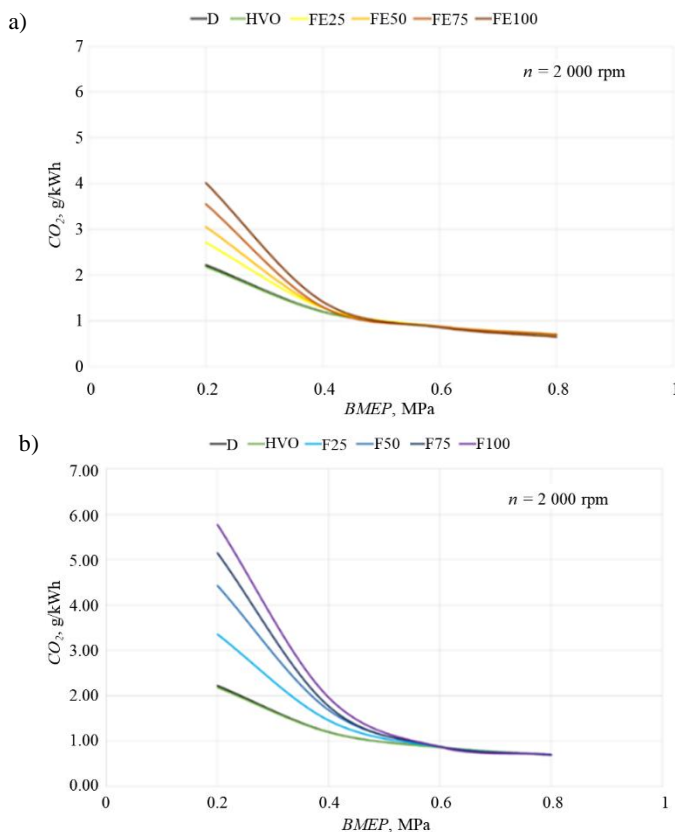 a)
D HVO FE25 FE50 FE75 FE100
7
n = 2 000 rpm
6
5
4
3
2
1
0
CO₂, g/kWh
0 0.2 0.4 0.6 0.8 1
BMEP, MPa
b)
D HVO F25 F50 F75 F100
7.00
n = 2 000 rpm
6.00
5.00
4.00
3.00
2.00
1.00
0.00
CO₂, g/kWh
0 0.2 0.4 0.6 0.8 1
BMEP, MPa